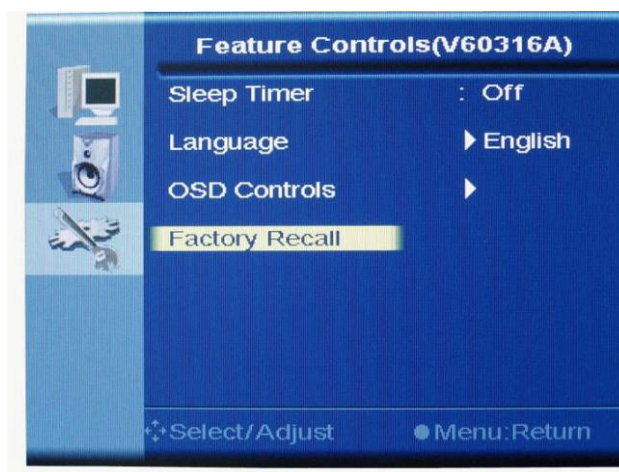 Feature Controls(V60316A)
Sleep Timer : Off
Language English
OSD Controls
Factory Recall
Select/Adjust Menu:Return